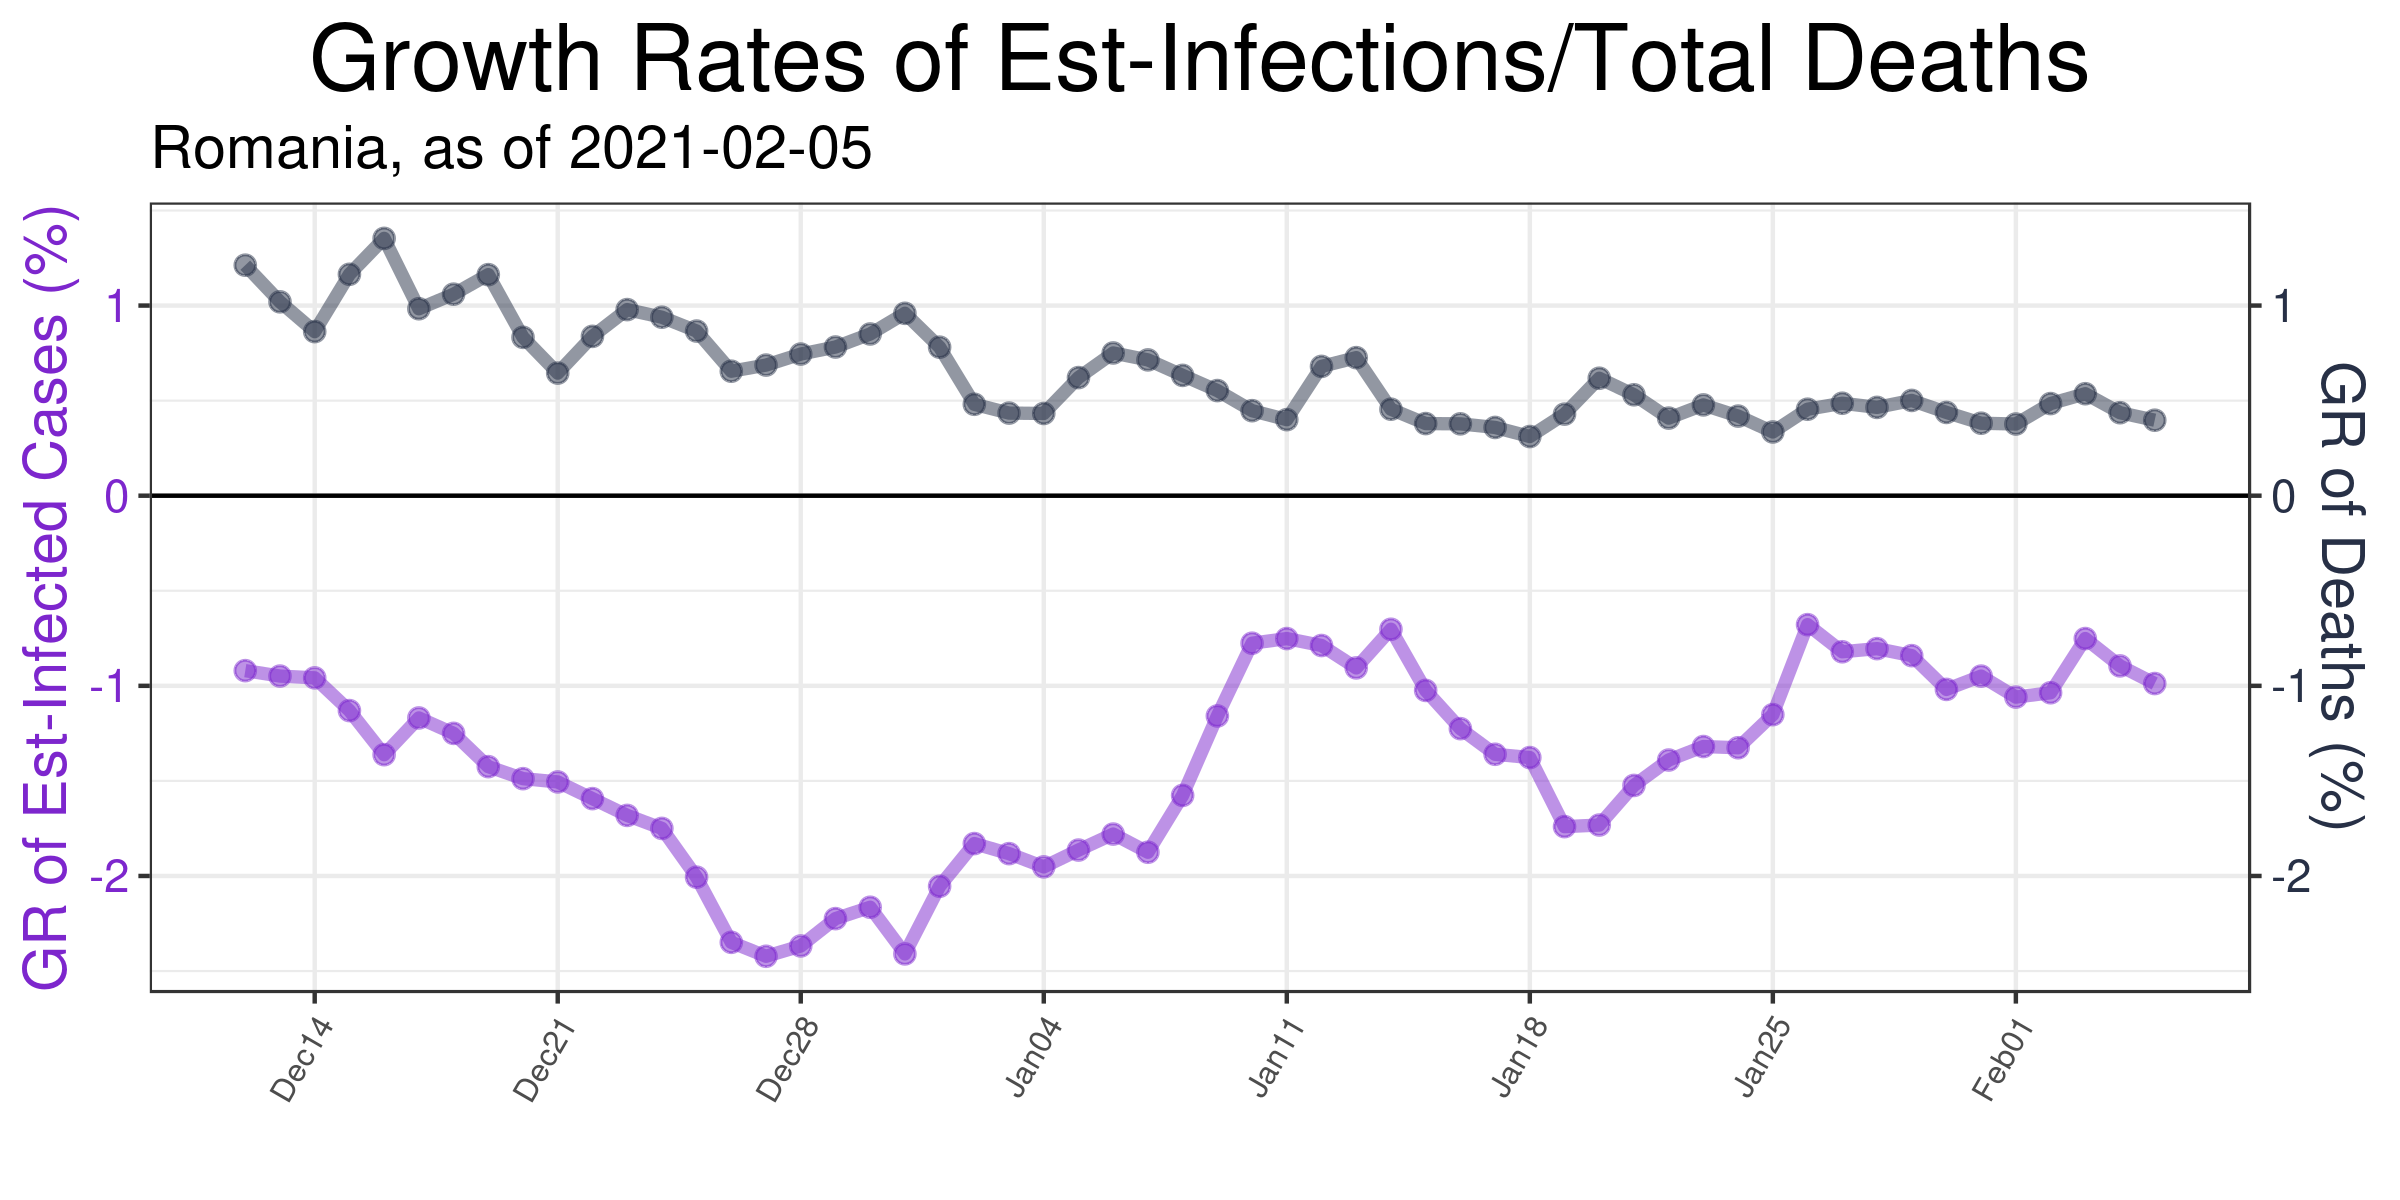 Growth Rates of Est-Infections/Total Deaths
Romania, as of 2021-02-05
GR of Est-Infected Cases (%)
1
0
-1
-2
1
0
-1
-2
GR of Deaths (%)
Dec14
Dec21
Dec28
Jan04
Jan11
Jan18
Jan25
Feb01